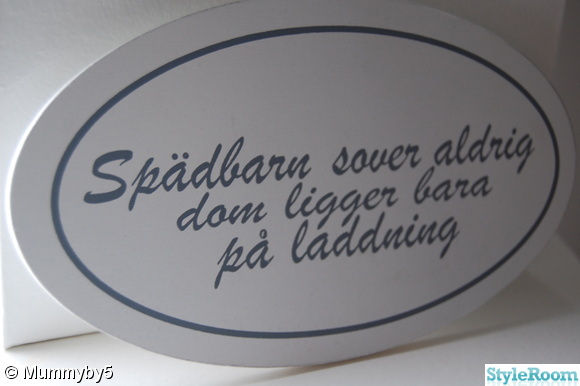 Spädbarn sover aldrig
dom ligger bara
på laddning
© Mummyby5
StyleRoom